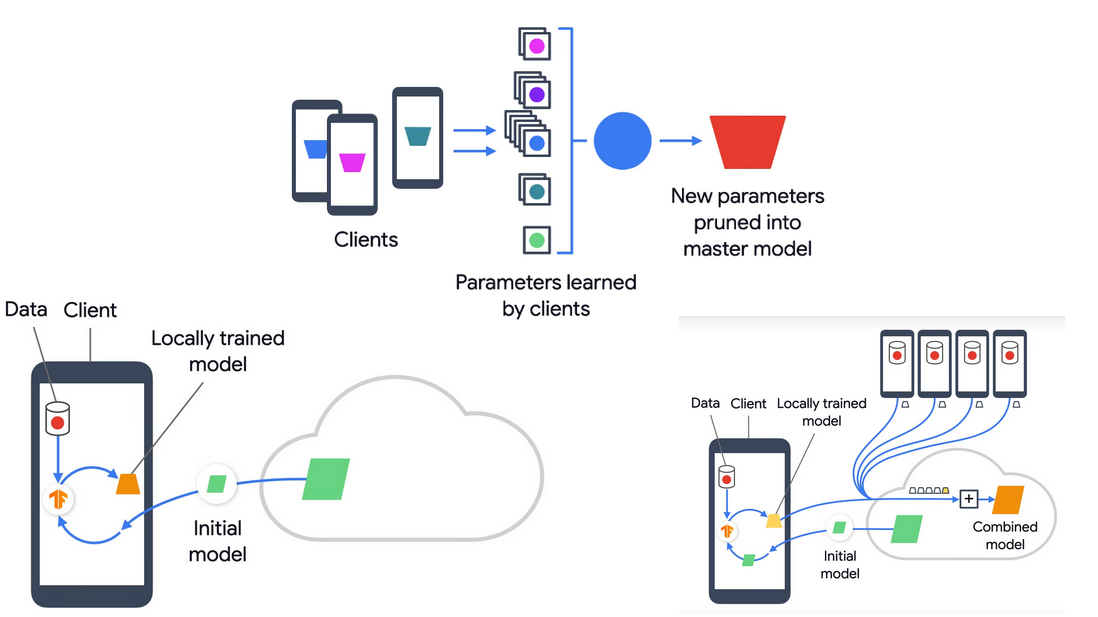 Clients
Parameters learned
by clients
New parameters
pruned into
master model
Data
Client
Locally trained
model
Initial
model
Data
Client
Locally trained
model
Initial
model
+
Combined
model